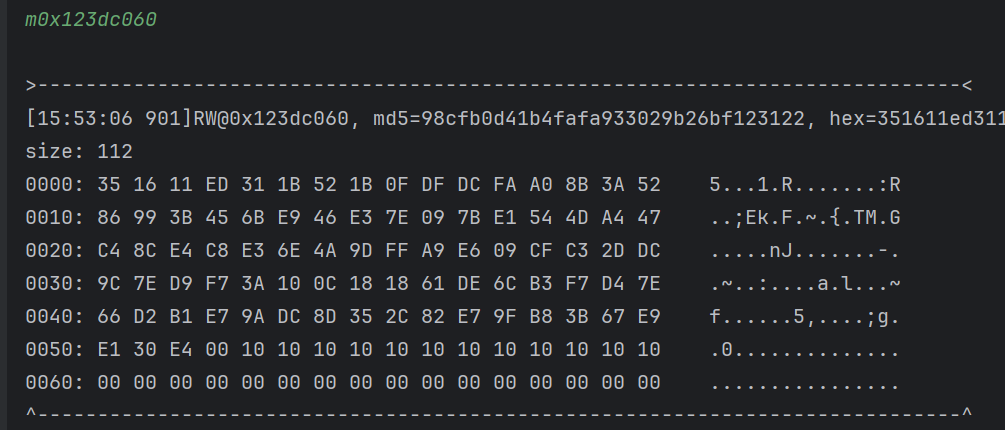 m0x123dc060
>-----------------------------------------------------------------------------<
[15:53:06 901]RW@0x123dc060, md5=98cfb0d41b4fafa933029b26bf123122, hex=351611ed311
size: 112
0000: 35 16 11 ED 31 1B 52 1B 0F DF DC FA A0 8B 3A 52    5...1.R.......:R
0010: 86 99 3B 45 6B E9 46 E3 7E 09 7B E1 54 4D A4 47    ..;Ek.F.~.{.TM.G
0020: C4 8C E4 C8 E3 6E 4A 9D FF A9 E6 09 CF C3 2D DC    .....nJ.......-.
0030: 9C 7E D9 F7 3A 10 0C 18 18 61 DE 6C B3 F7 D4 7E    .~..:....a.l...~
0040: 66 D2 B1 E7 9A DC 8D 35 2C 82 E7 9F B8 3B 67 E9    f......5,....;g.
0050: E1 30 E4 00 10 10 10 10 10 10 10 10 10 10 10 10    .0..............
0060: 00 00 00 00 00 00 00 00 00 00 00 00 00 00 00 00    ................
^-----------------------------------------------------------------------------^